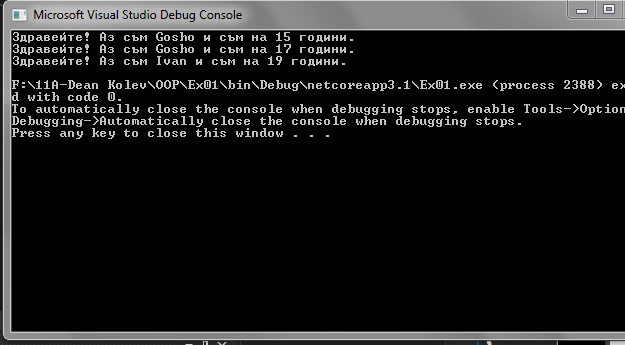 Microsoft Visual Studio Debug Console
Здравейте! Аз съм Gosho и съм на 15 години.
Здравейте! Аз съм Gosho и съм на 17 години.
Здравейте! Аз съм Ivan и съм на 19 години.
F:\11A-Dean Kolev\OOP\Ex01\bin\Debug\netcoreapp3.1\Ex01.exe (process 2388) ex
d with code 0.
To automatically close the console when debugging stops, enable Tools->Option
Debugging->Automatically close the console when debugging stops.
Press any key to close this window . . .